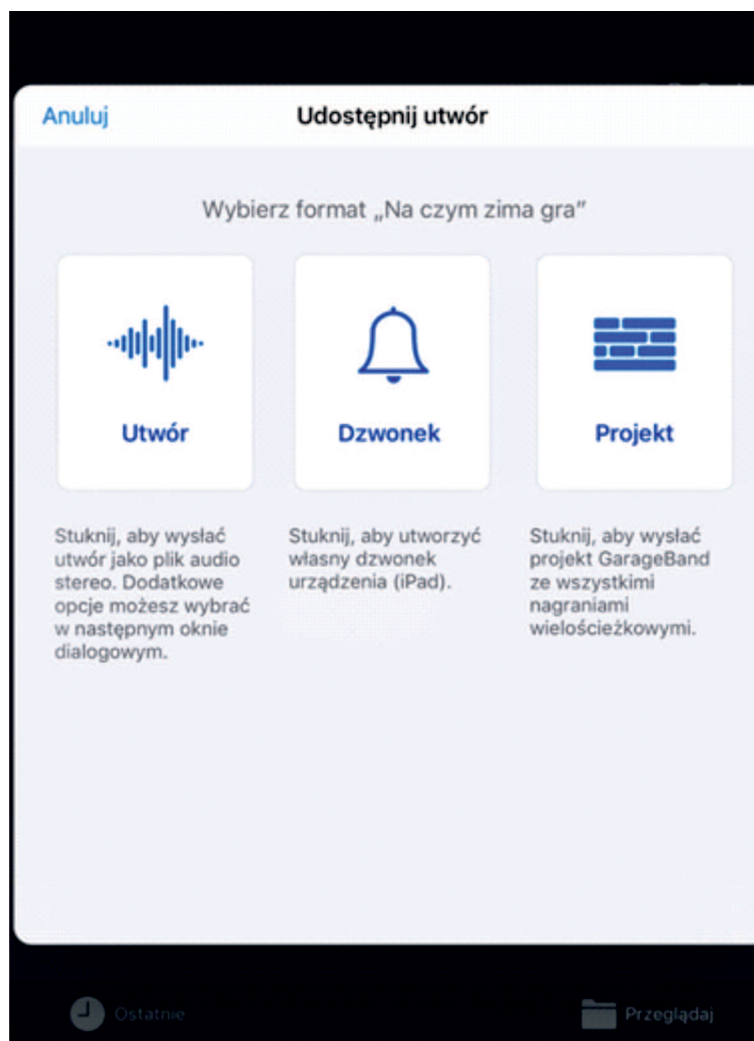 Anuluj
Udostępnij utwór
Wybierz format „Na czym zima gra”
Utwór
Dzwonek
Projekt
Stuknij, aby wysłać
utwór jako plik audio
stereo. Dodatkowe
opcje możesz wybrać
w następnym oknie
dialogowym.
Stuknij, aby utworzyć
własny dzwonek
urządzenia (iPad).
Stuknij, aby wysłać
projekt GarageBand
ze wszystkimi
nagraniami
wielościeżkowymi.
Ostatnie
Przeglądaj